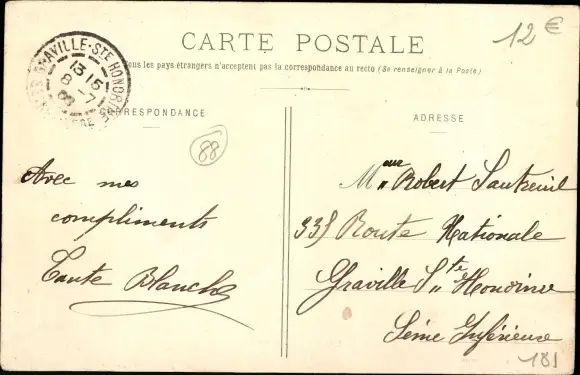 12 €
CARTE POSTALE
Tous les pays étrangers n'acceptent pas la correspondance au recto (Se renseigner à la Poste)
GRAVILLE-STE HONORINE
13 15
8 -7
CORRESPONDANCE
ADRESSE
88
Avec mes
compliments
Tante Blanche
Robert Sautreuil
Route Nationale
Graville Ste Honorine
Seine Inférieure
181